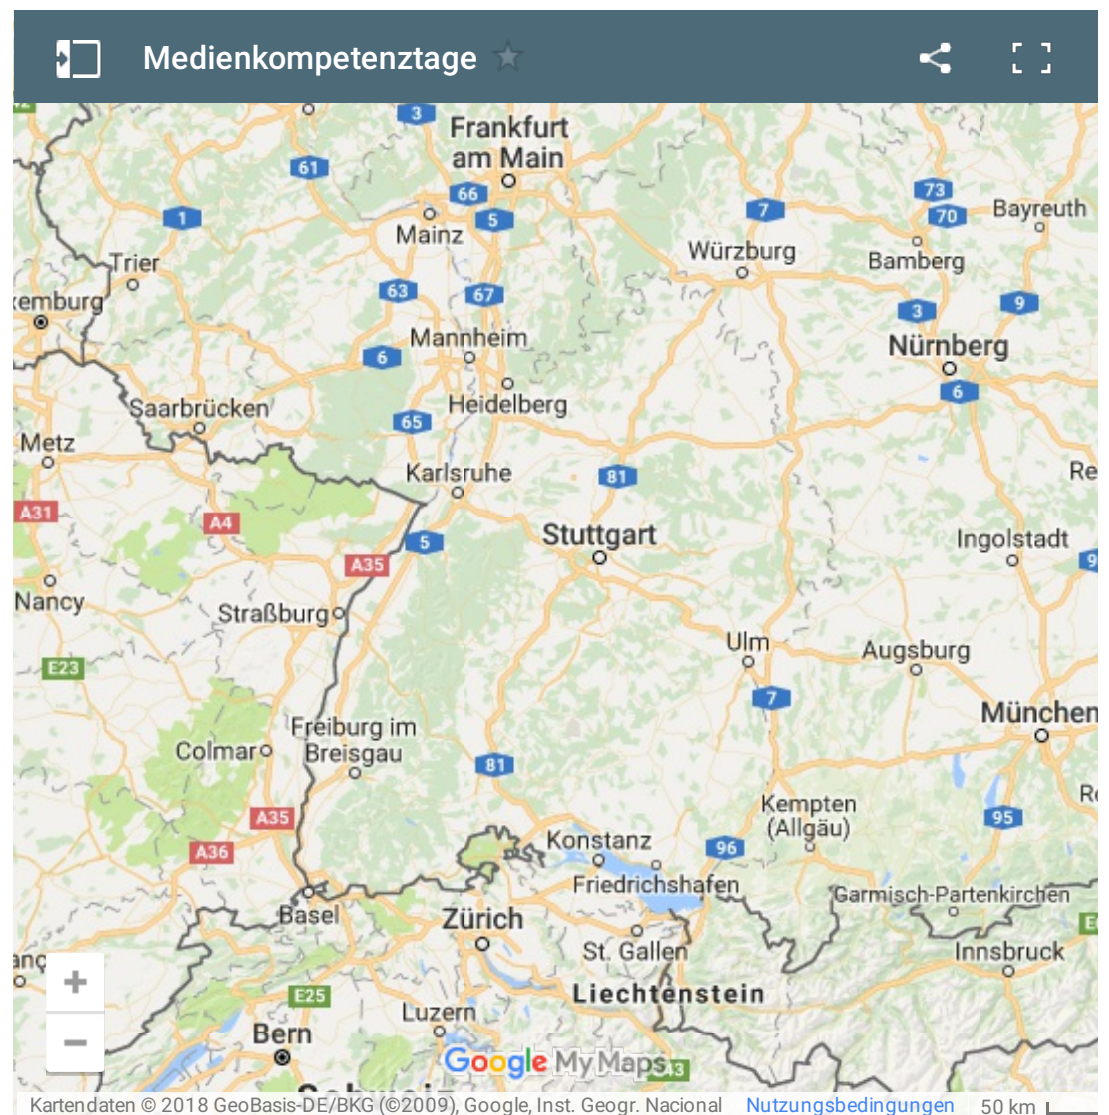 Medienkompetenztage
3
Frankfurt
am Main
61
66
73
7
70
Bayreuth
1
5
Mainz
Würzburg
Bamberg
Trier
63
67
9
3
emburg
Mannheim
6
Nürnberg
6
Saarbrücken
Heidelberg
65
Metz
Karlsruhe
81
Re
A31
A4
Stuttgart
Ingolstadt
5
A35
9
Nancy
Straßburg
Ulm
Augsburg
E23
7
München
Freiburg im
Breisgau
Colmar
81
Kempten
(Allgäu)
Re
A35
95
A36
Konstanz
96
Friedrichshafen
Garmisch-Partenkirchen
Basel
Zürich
St. Gallen
Innsbruck
+
E25
Liechtenstein
Luzern
Bern
−
Google My Maps
Kartendaten © 2018 GeoBasis-DE/BKG (©2009), Google, Inst. Geogr. Nacional Nutzungsbedingungen 50 km